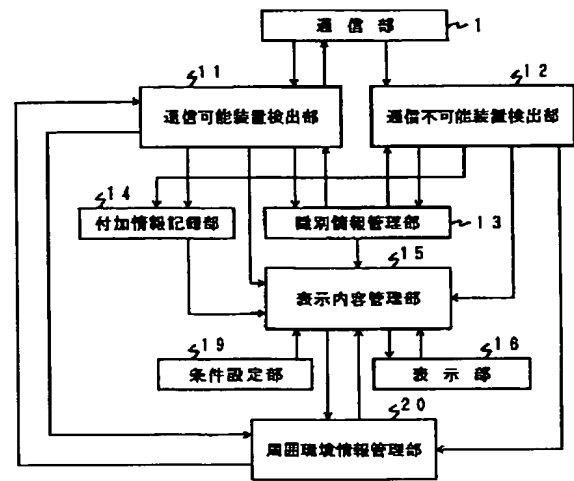 通信部 1
11 12
通信可能装置検出部 通信不可能装置検出部
14
付加情報記録部 識別情報管理部 13
15
表示内容管理部
19 16
条件設定部 表示部
20
周囲環境情報管理部